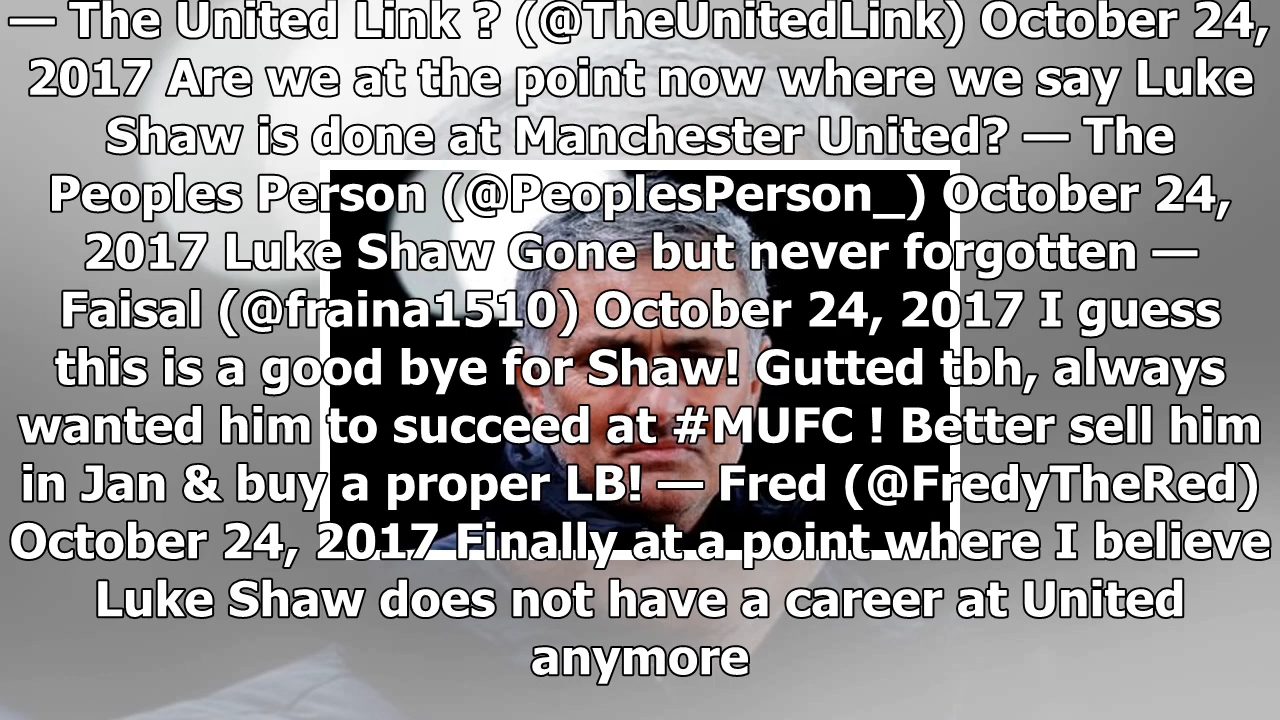 — The United Link ? (@TheUnitedLink) October 24,
2017 Are we at the point now where we say Luke
Shaw is done at Manchester United? — The
Peoples Person (@PeoplesPerson_) October 24,
2017 Luke Shaw Gone but never forgotten —
Faisal (@fraina1510) October 24, 2017 I guess
this is a good bye for Shaw! Gutted tbh, always
wanted him to succeed at #MUFC ! Better sell him
in Jan & buy a proper LB! — Fred (@FredyTheRed)
October 24, 2017 Finally at a point where I believe
Luke Shaw does not have a career at United
anymore